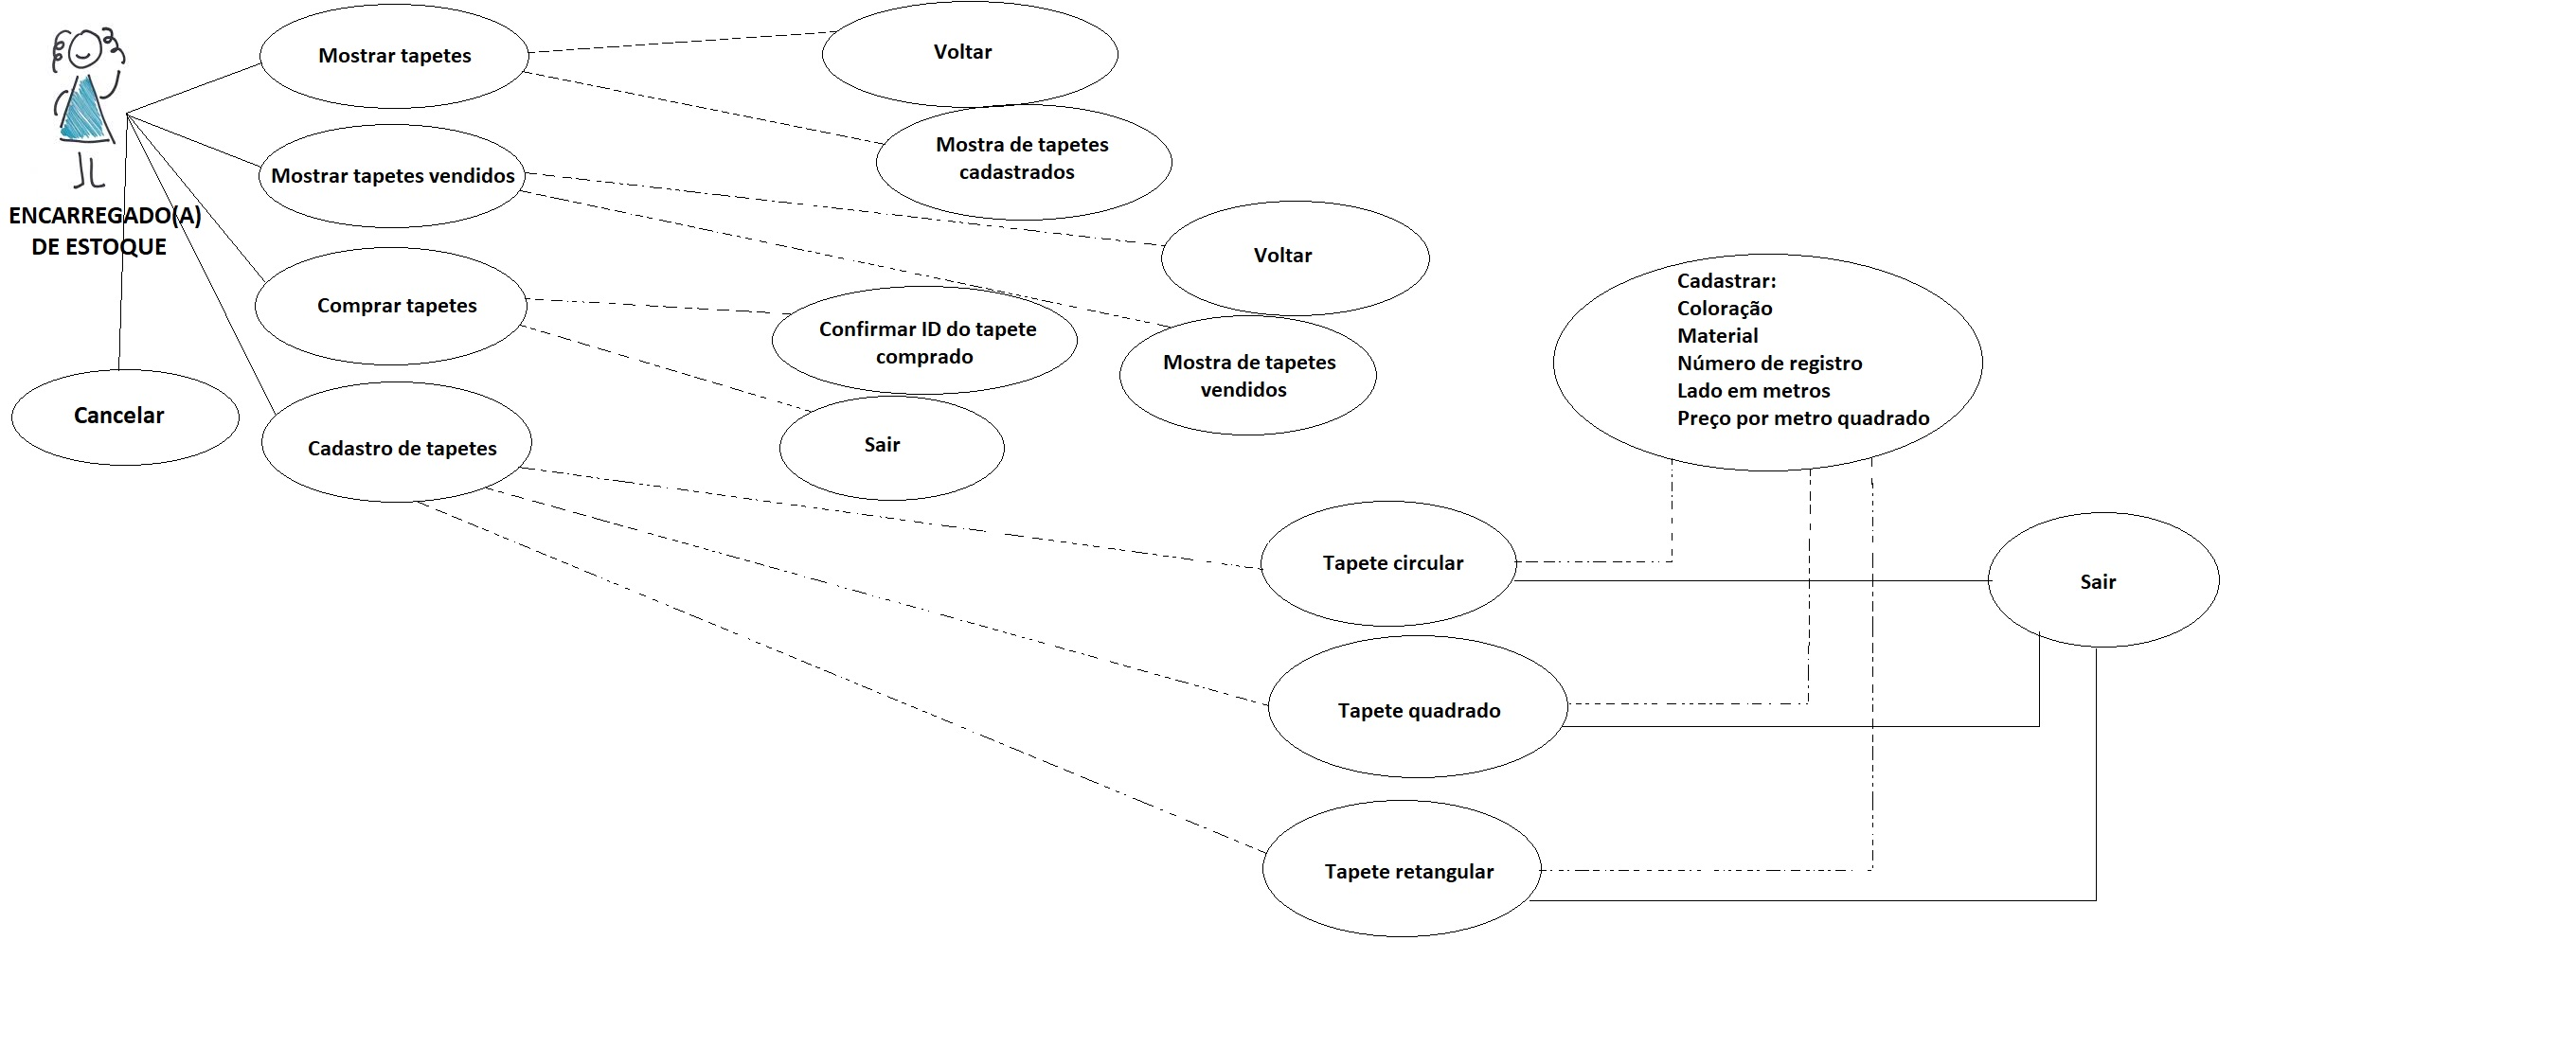 Mostrar tapetes
Voltar
Mostra de tapetes
cadastrados
Mostrar tapetes vendidos
ENCARREGADO(A)
DE ESTOQUE
Voltar
Comprar tapetes
Confirmar ID do tapete
comprado
Mostra de tapetes
vendidos
Cadastrar:
Coloração
Material
Número de registro
Lado em metros
Preço por metro quadrado
Cancelar
Cadastro de tapetes
Sair
Tapete circular
Sair
Tapete quadrado
Tapete retangular